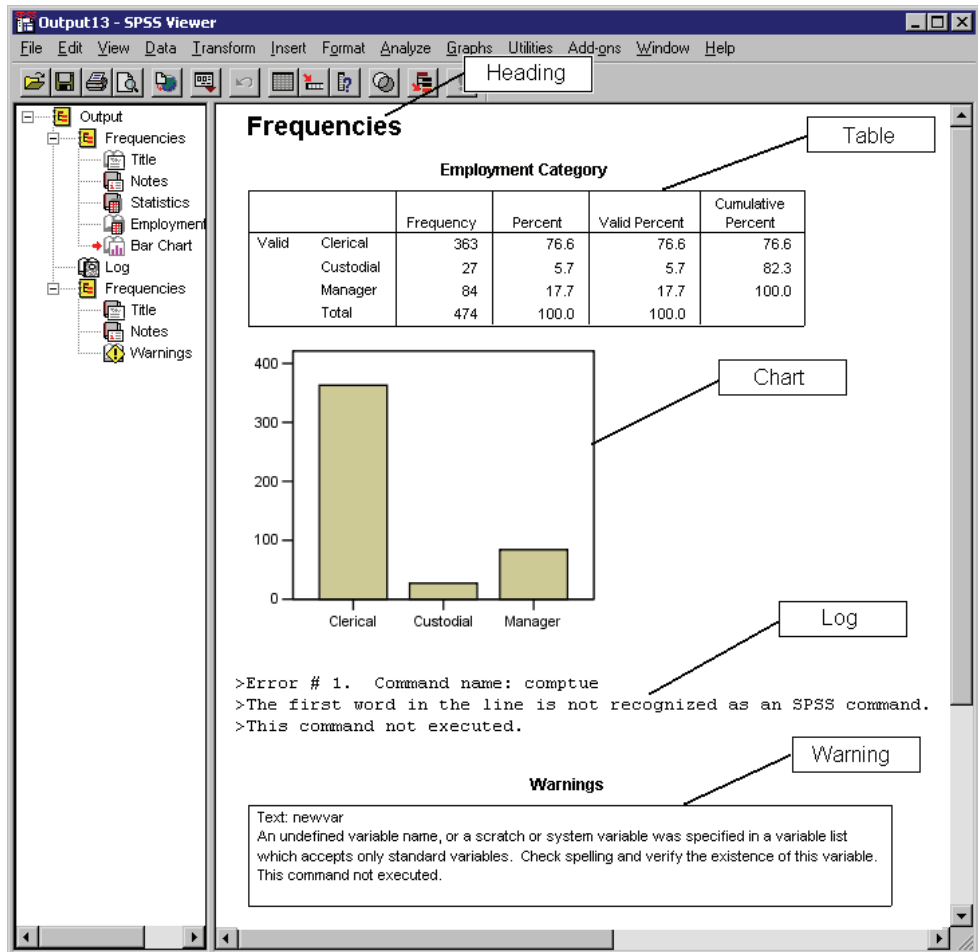 Output13 - SPSS Viewer
File Edit View Data Transform Insert Format Analyze Graphs Utilities Add-ons Window Help
Heading
Output
Frequencies
Title
Notes
Statistics
Employment
Bar Chart
Log
Frequencies
Title
Notes
Warnings
Frequencies
Table
Employment Category
Frequency Percent Valid Percent Cumulative Percent
Valid Clerical 363 76.6 76.6 76.6
Custodial 27 5.7 5.7 82.3
Manager 84 17.7 17.7 100.0
Total 474 100.0 100.0
Chart
400
300
200
100
0
Clerical Custodial Manager
Log
>Error # 1. Command name: comptue
>The first word in the line is not recognized as an SPSS command.
>This command not executed.
Warning
Warnings
Text: newvar
An undefined variable name, or a scratch or system variable was specified in a variable list
which accepts only standard variables. Check spelling and verify the existence of this variable.
This command not executed.